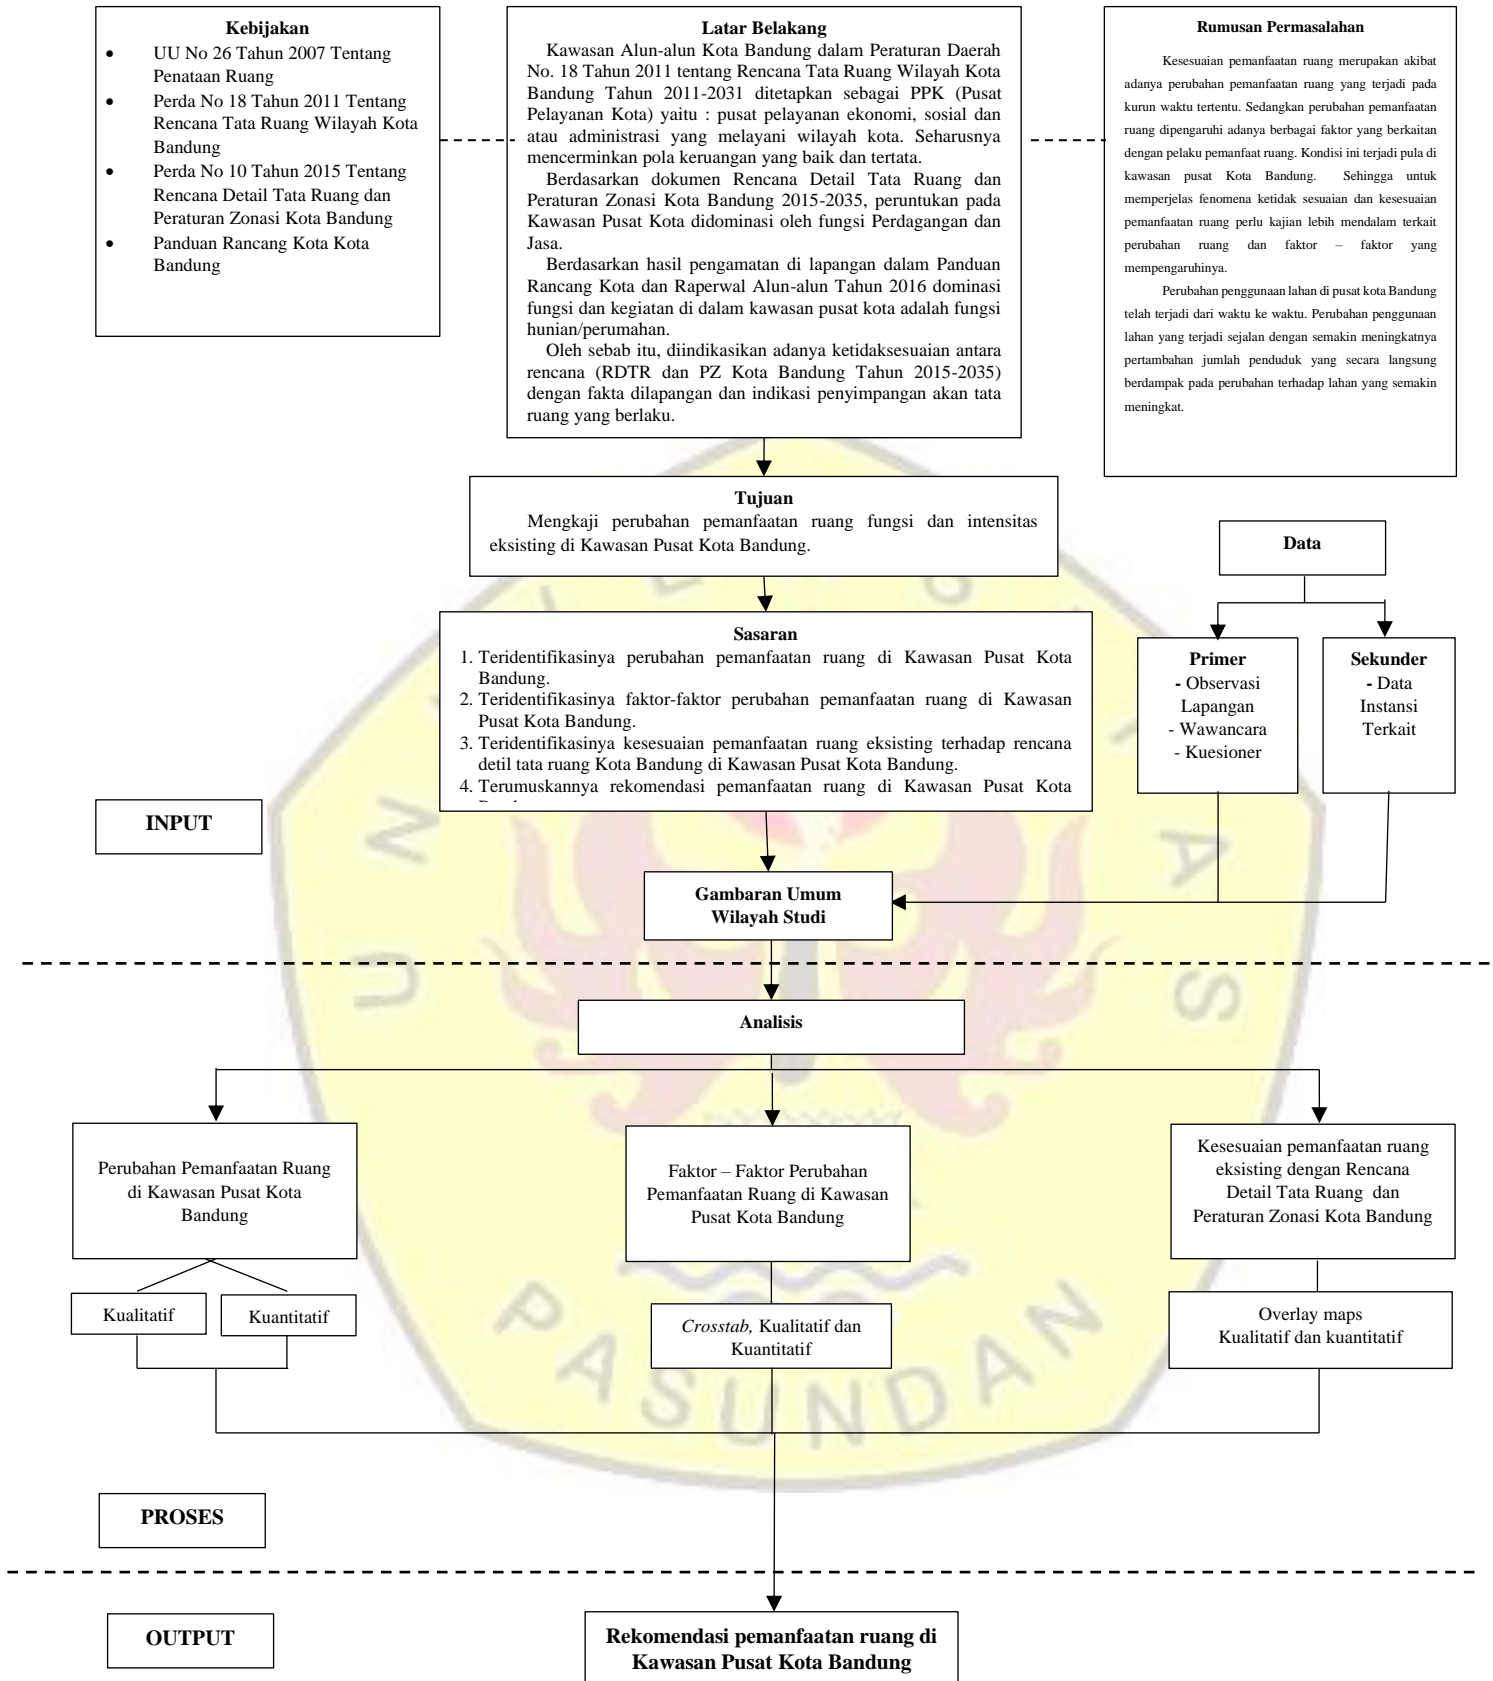 Kebijakan
• UU No 26 Tahun 2007 Tentang
Penataan Ruang
• Perda No 18 Tahun 2011 Tentang
Rencana Tata Ruang Wilayah Kota
Bandung
• Perda No 10 Tahun 2015 Tentang
Rencana Detail Tata Ruang dan
Peraturan Zonasi Kota Bandung
• Panduan Rancang Kota Kota
Bandung
Latar Belakang
Kawasan Alun-alun Kota Bandung dalam Peraturan Daerah
No. 18 Tahun 2011 tentang Rencana Tata Ruang Wilayah Kota
Bandung Tahun 2011-2031 ditetapkan sebagai PPK (Pusat
Pelayanan Kota) yaitu : pusat pelayanan ekonomi, sosial dan
atau administrasi yang melayani wilayah kota. Seharusnya
mencerminkan pola keruangan yang baik dan tertata.
Berdasarkan dokumen Rencana Detail Tata Ruang dan
Peraturan Zonasi Kota Bandung 2015-2035, peruntukan pada
Kawasan Pusat Kota didominasi oleh fungsi Perdagangan dan
Jasa.
Berdasarkan hasil pengamatan di lapangan dalam Panduan
Rancang Kota dan Raperwal Alun-alun Tahun 2016 dominasi
fungsi dan kegiatan di dalam kawasan pusat kota adalah fungsi
hunian/perumahan.
Oleh sebab itu, diindikasikan adanya ketidaksesuaian antara
rencana (RDTR dan PZ Kota Bandung Tahun 2015-2035)
dengan fakta dilapangan dan indikasi penyimpangan akan tata
ruang yang berlaku.
Rumusan Permasalahan
Kesesuaian pemanfaatan ruang merupakan akibat
adanya perubahan pemanfaatan ruang yang terjadi pada
kurun waktu tertentu. Sedangkan perubahan pemanfaatan
ruang dipengaruhi adanya berbagai faktor yang berkaitan
dengan pelaku pemanfaat ruang. Kondisi ini terjadi pula di
kawasan pusat Kota Bandung. Sehingga untuk
memperjelas fenomena ketidak sesuaian dan kesesuaian
pemanfaatan ruang perlu kajian lebih mendalam terkait
perubahan ruang dan faktor – faktor yang
mempengaruhinya.
Perubahan penggunaan lahan di pusat kota Bandung
telah terjadi dari waktu ke waktu. Perubahan penggunaan
lahan yang terjadi sejalan dengan semakin meningkatnya
pertambahan jumlah penduduk yang secara langsung
berdampak pada perubahan terhadap lahan yang semakin
meningkat.
Tujuan
Mengkaji perubahan pemanfaatan ruang fungsi dan intensitas
eksisting di Kawasan Pusat Kota Bandung.
Data
Sasaran
1. Teridentifikasinya perubahan pemanfaatan ruang di Kawasan Pusat Kota
Bandung.
2. Teridentifikasinya faktor-faktor perubahan pemanfaatan ruang di Kawasan
Pusat Kota Bandung.
3. Teridentifikasinya kesesuaian pemanfaatan ruang eksisting terhadap rencana
detil tata ruang Kota Bandung di Kawasan Pusat Kota Bandung.
4. Terumuskannya rekomendasi pemanfaatan ruang di Kawasan Pusat Kota
Primer
- Observasi
Lapangan
- Wawancara
- Kuesioner
Sekunder
- Data
Instansi
Terkait
INPUT
Gambaran Umum
Wilayah Studi
Analisis
Perubahan Pemanfaatan Ruang
di Kawasan Pusat Kota
Bandung
Faktor – Faktor Perubahan
Pemanfaatan Ruang di Kawasan
Pusat Kota Bandung
Kesesuaian pemanfaatan ruang
eksisting dengan Rencana
Detail Tata Ruang dan
Peraturan Zonasi Kota Bandung
Kualitatif
Kuantitatif
Crosstab, Kualitatif dan
Kuantitatif
Overlay maps
Kualitatif dan kuantitatif
PASUNDAN
PROSES
OUTPUT
Rekomendasi pemanfaatan ruang di
Kawasan Pusat Kota Bandung